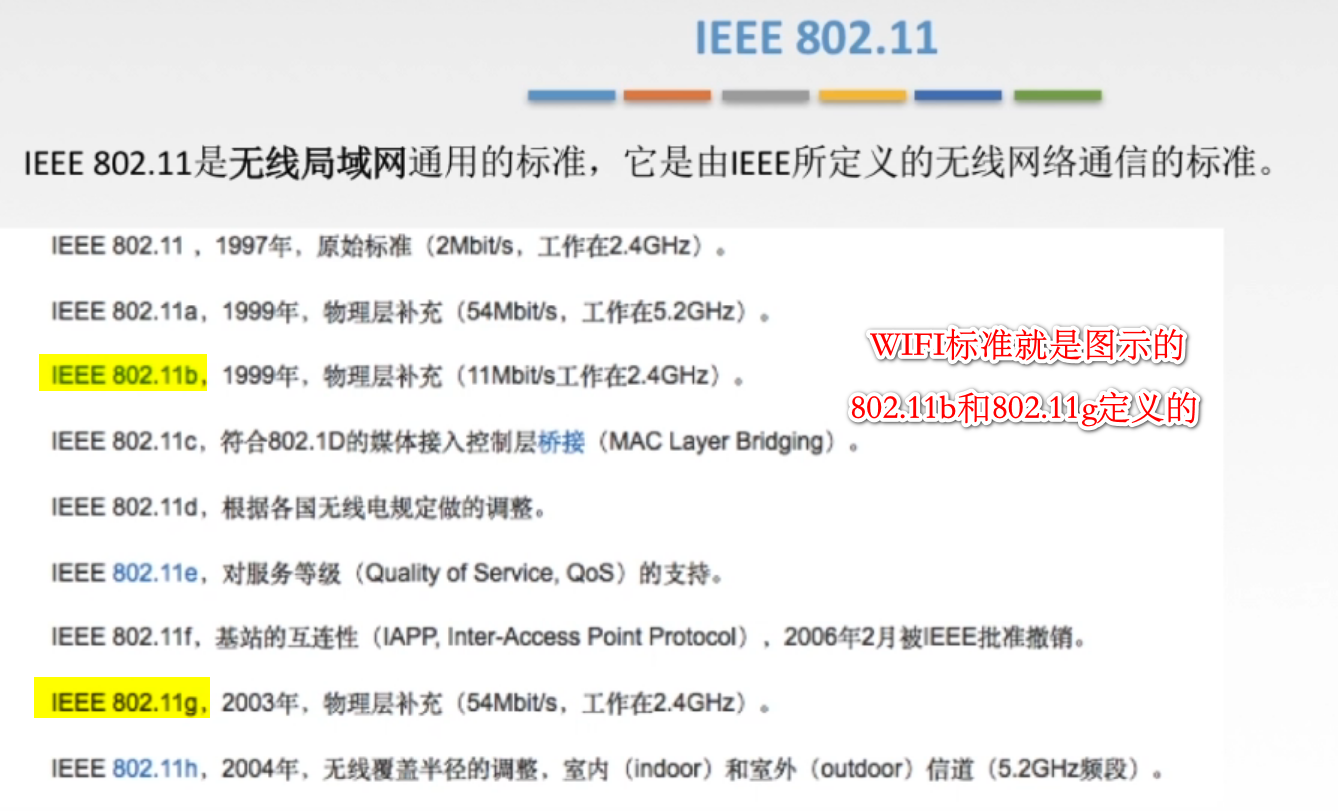 IEEE 802.11
IEEE 802.11是无线局域网通用的标准，它是由IEEE所定义的无线网络通信的标准。
IEEE 802.11 ，1997年，原始标准（2Mbit/s，工作在2.4GHz）。
IEEE 802.11a，1999年，物理层补充（54Mbit/s，工作在5.2GHz）。
WIFI标准就是图示的
IEEE 802.11b，1999年，物理层补充（11Mbit/s工作在2.4GHz）。
802.11b和802.11g定义的
IEEE 802.11c，符合802.1D的媒体接入控制层桥接（MAC Layer Bridging）。
IEEE 802.11d，根据各国无线电规定做的调整。
IEEE 802.11e，对服务等级（Quality of Service, QoS）的支持。
IEEE 802.11f，基站的互连性（IAPP, Inter-Access Point Protocol），2006年2月被IEEE批准撤销。
IEEE 802.11g，2003年，物理层补充（54Mbit/s，工作在2.4GHz）。
IEEE 802.11h，2004年，无线覆盖半径的调整，室内（indoor）和室外（outdoor）信道（5.2GHz频段）。